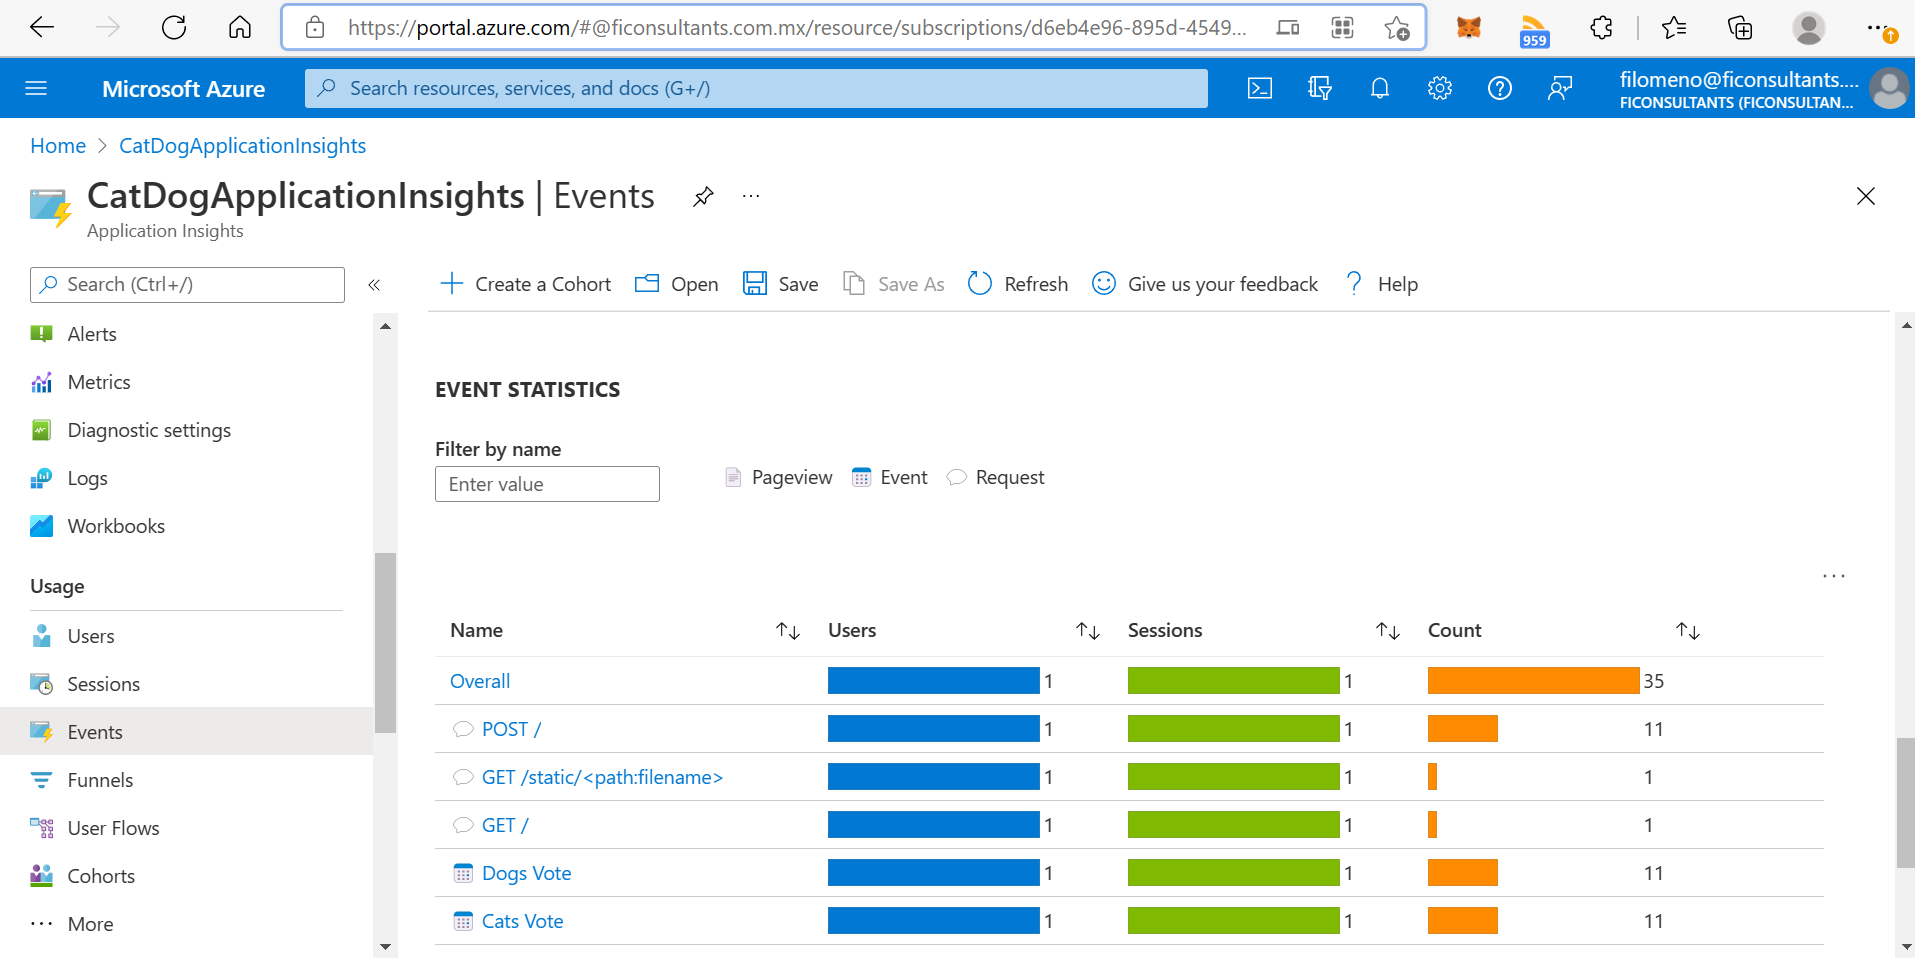 https://portal.azure.com/#@ficonsultants.com.mx/resource/subscriptions/d6eb4e96-895d-4549...
959
Microsoft Azure
Search resources, services, and docs (G+/)
filomeno@ficonsultants....
FICONSULTANTS (FICONSULTAN...
Home > CatDogApplicationInsights
CatDogApplicationInsights | Events
Application Insights
Search (Ctrl+/)
«
Create a Cohort Open Save Save As Refresh Give us your feedback Help
Alerts
Metrics
Diagnostic settings
Logs
Workbooks
Usage
Users
Sessions
Events
Funnels
User Flows
Cohorts
More
EVENT STATISTICS
Filter by name
Enter value
Pageview Event Request
Name Users Sessions Count
Overall 1 1 35
POST / 1 1 11
GET /static/<path:filename> 1 1 1
GET / 1 1 1
Dogs Vote 1 1 11
Cats Vote 1 1 11